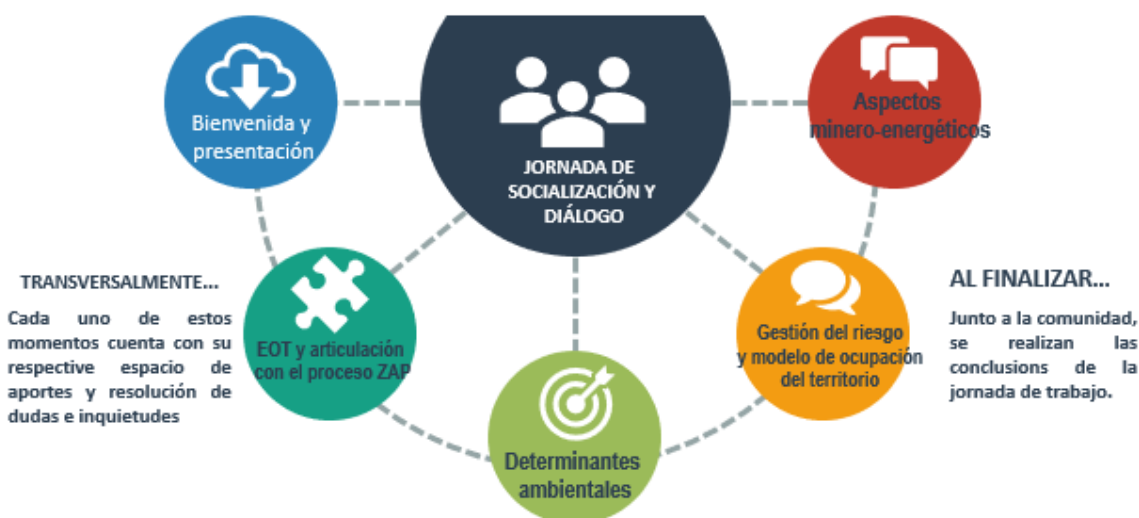 JORNADA DE
SOCIALIZACIÓN Y
DIÁLOGO
Bienvenida y
presentación
EOT y articulación
con el proceso ZAP
Determinantes
ambientales
Gestión del riesgo
y modelo de ocupación
del territorio
Aspectos
minero-energéticos
TRANSVERSALMENTE...
Cada uno de estos
momentos cuenta con su
respective espacio de
aportes y resolución de
dudas e inquietudes
AL FINALIZAR...
Junto a la comunidad,
se realizan las
conclusions de la
jornada de trabajo.